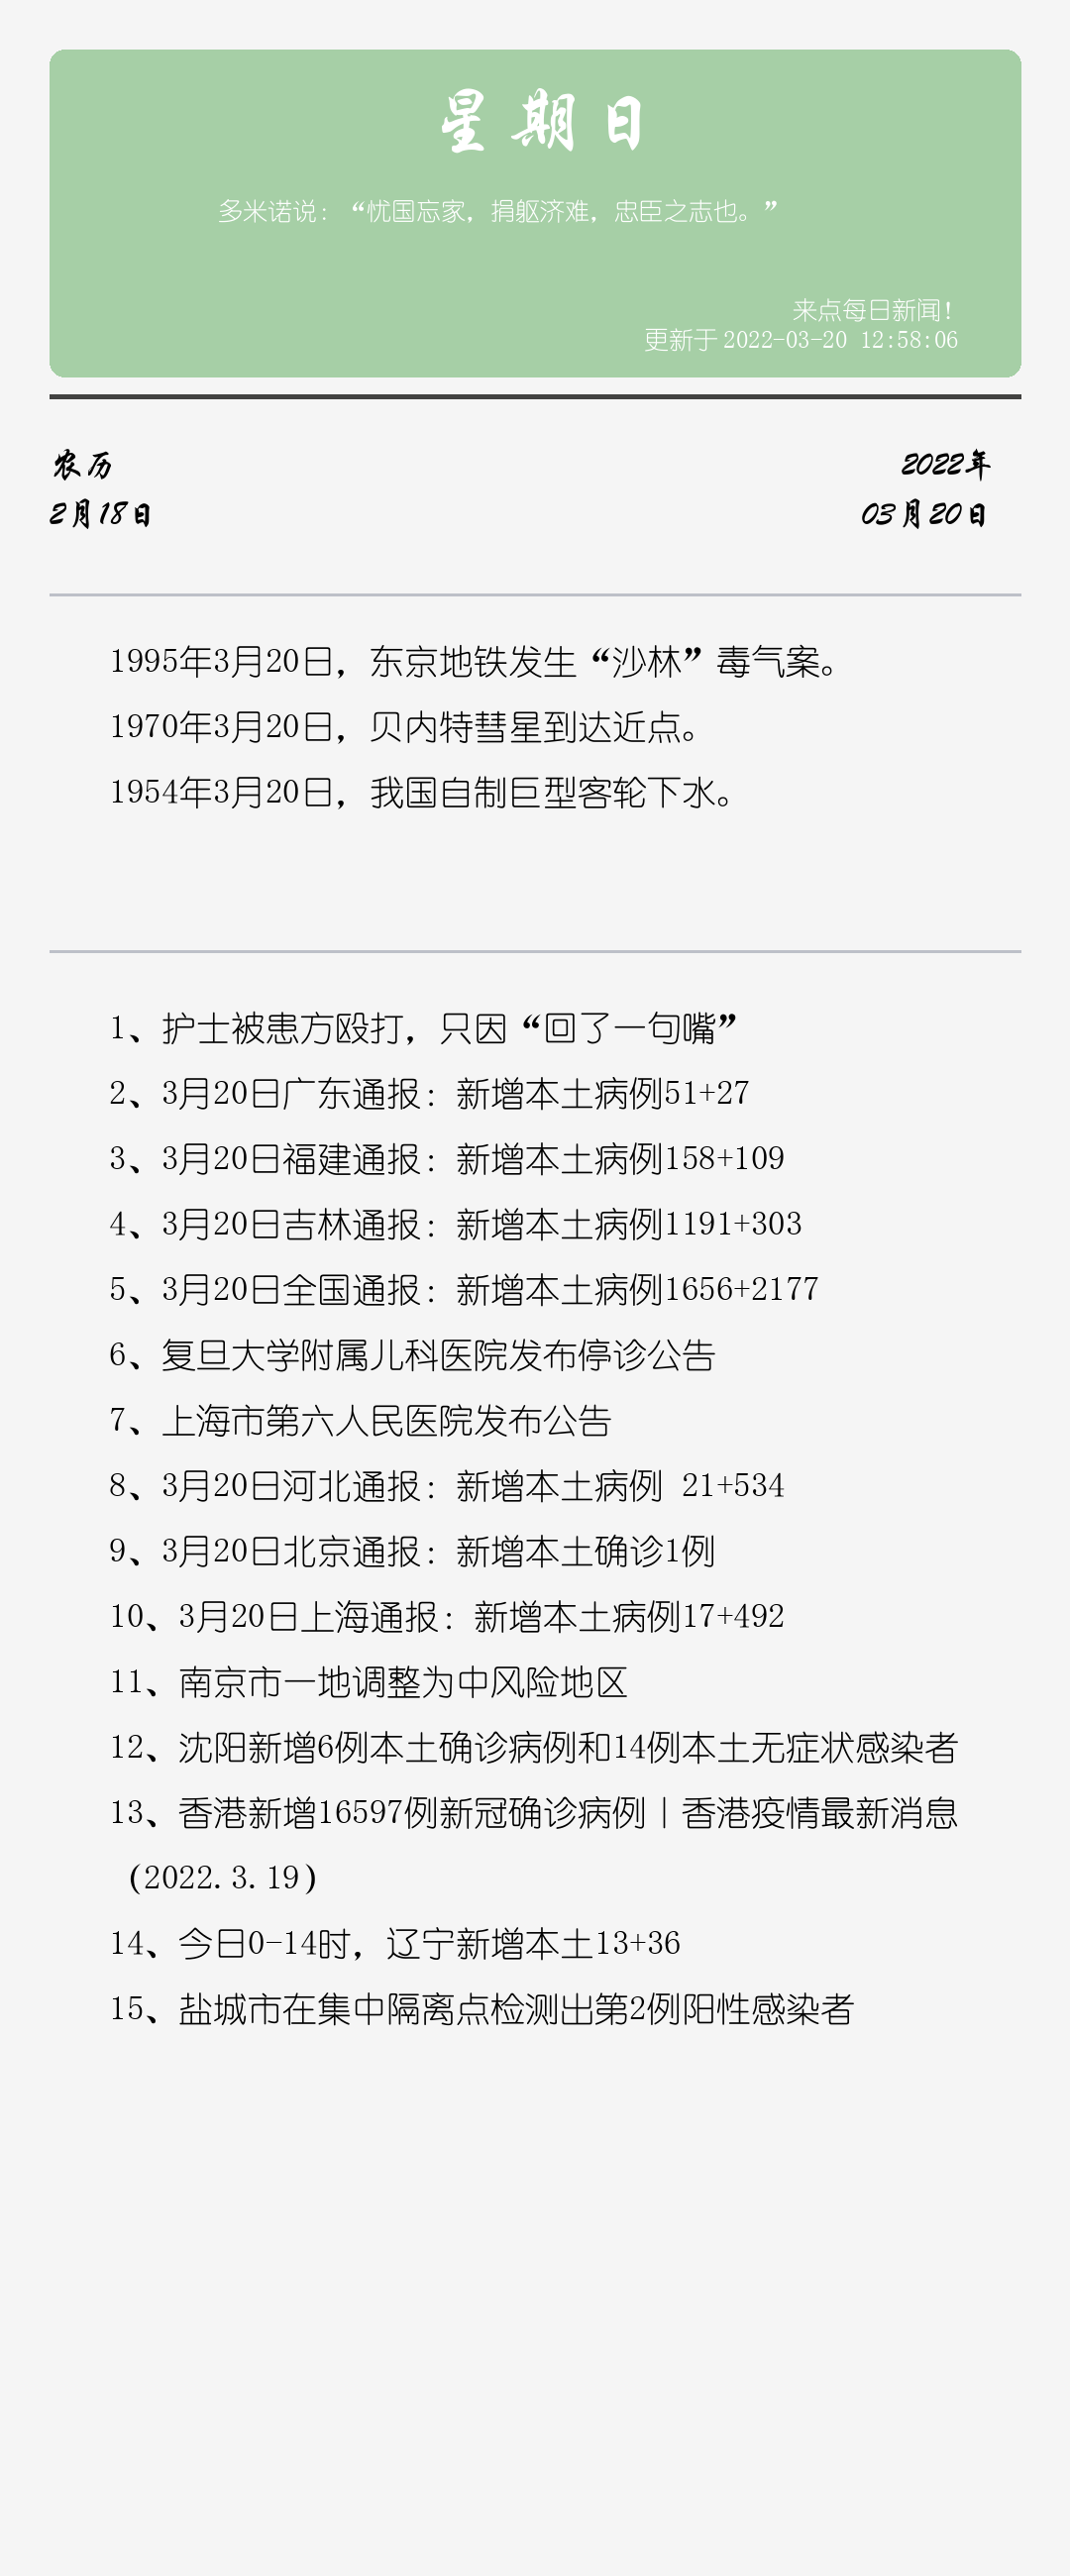 星期日
多米诺说：“忧国忘家，捐躯济难，忠臣之志也。”
来点每日新闻！
更新于 2022-03-20 12:58:06
农历
2022年
2月18日
03月20日
1995年3月20日，东京地铁发生“沙林”毒气案。
1970年3月20日，贝内特彗星到达近点。
1954年3月20日，我国自制巨型客轮下水。
1、护士被患方殴打，只因“回了一句嘴”
2、3月20日广东通报：新增本土病例51+27
3、3月20日福建通报：新增本土病例158+109
4、3月20日吉林通报：新增本土病例1191+303
5、3月20日全国通报：新增本土病例1656+2177
6、复旦大学附属儿科医院发布停诊公告
7、上海市第六人民医院发布公告
8、3月20日河北通报：新增本土病例 21+534
9、3月20日北京通报：新增本土确诊1例
10、3月20日上海通报：新增本土病例17+492
11、南京市一地调整为中风险地区
12、沈阳新增6例本土确诊病例和14例本土无症状感染者
13、香港新增16597例新冠确诊病例丨香港疫情最新消息
（2022.3.19）
14、今日0-14时，辽宁新增本土13+36
15、盐城市在集中隔离点检测出第2例阳性感染者